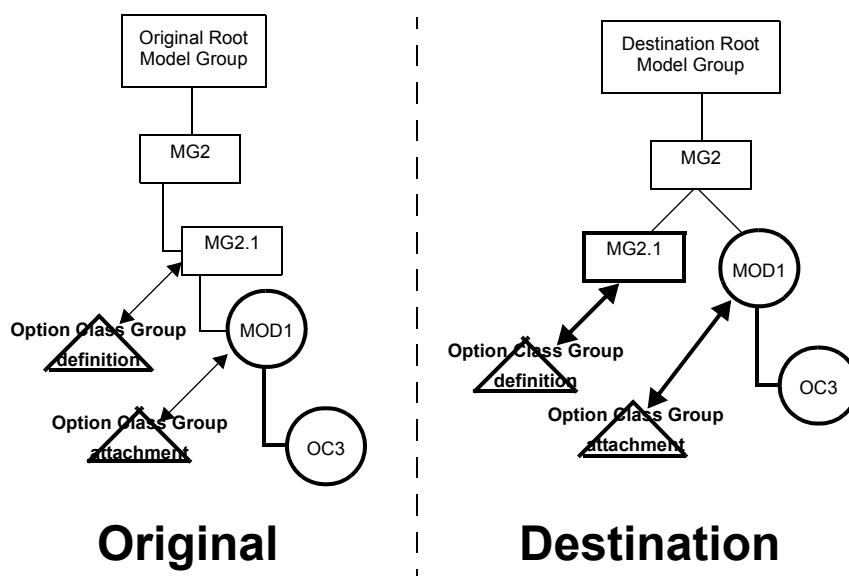 Original Root
Model Group
MG2
MG2.1
Option Class Group
definition
MOD1
Option Class Group
attachment
OC3
Original
Destination Root
Model Group
MG2
MG2.1
MOD1
Option Class Group
definition
OC3
Option Class Group
attachment
Destination